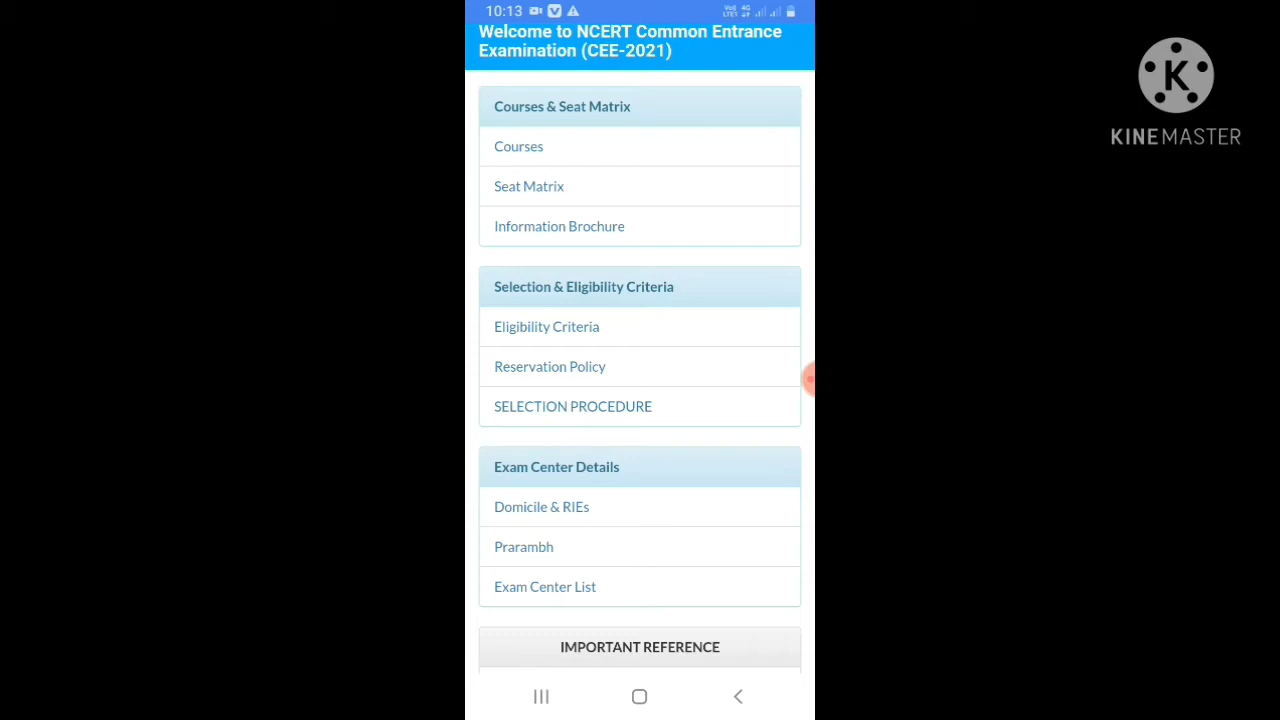 10:13
Welcome to NCERT Common Entrance
Examination (CEE-2021)
Courses & Seat Matrix
Courses
Seat Matrix
Information Brochure
Selection & Eligibility Criteria
Eligibility Criteria
Reservation Policy
SELECTION PROCEDURE
Exam Center Details
Domicile & RIEs
Prarambh
Exam Center List
IMPORTANT REFERENCE
K
KINEMASTER